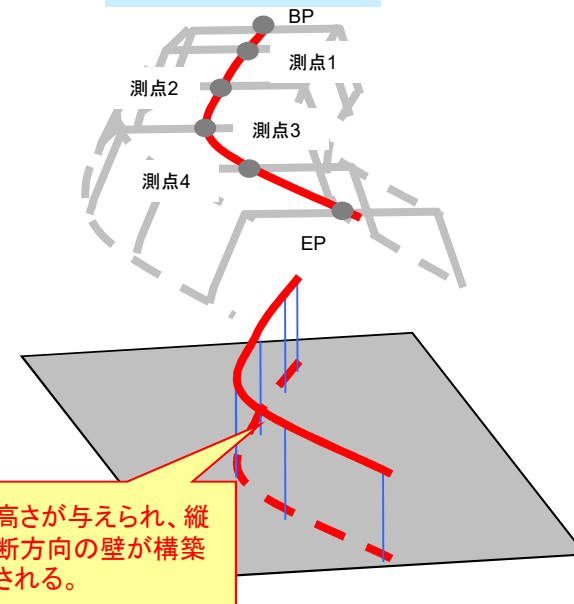 BP
測点1
測点2
測点3
測点4
EP
高さが与えられ、縦
断方向の壁が構築
される。